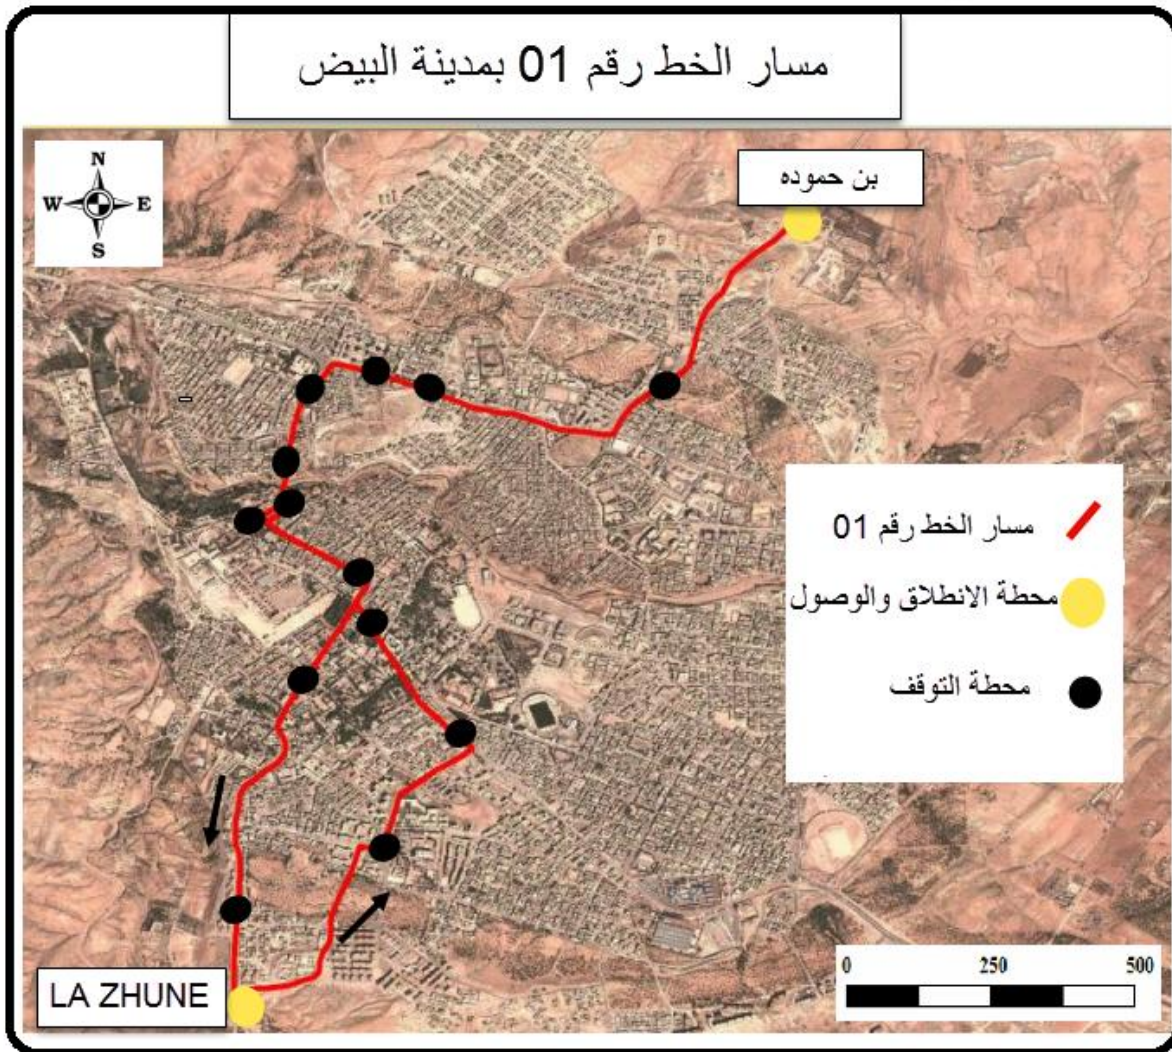 مسار الخط رقم 01 بمدينة البيض
N
W E
S
بن حموده
مسار الخط رقم 01
محطة الانطلاق والوصول
محطة التوقف
LA ZHUNE
0 250 500